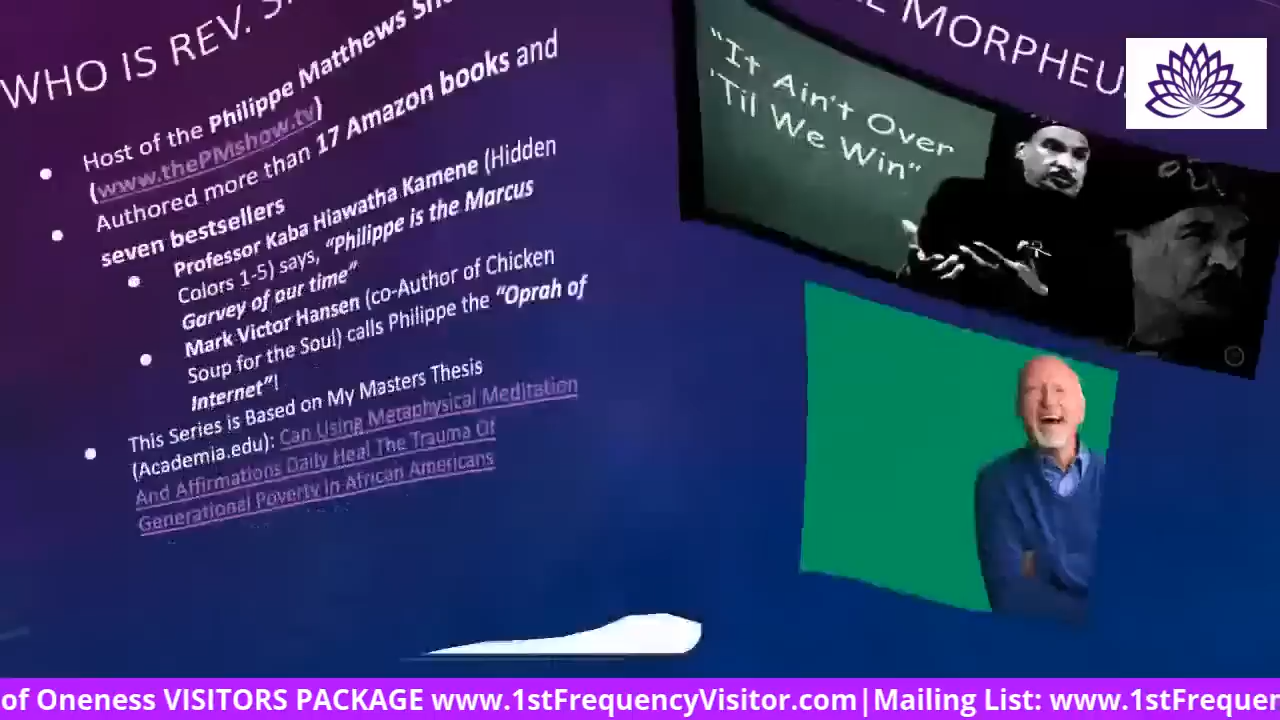 WHO IS REV.
MORPHEU
Host of the Philippe Matthews
(www.thePMshow.tv)
Authored more than 17 Amazon books and
seven bestsellers
Professor Kaba Hiawatha Kamene (Hidden
Colors 1-5) says, “Philippe is the Marcus
Garvey of our time”
Mark Victor Hansen (co-Author of Chicken
Soup for the Soul) calls Philippe the “Oprah of
Internet”!
This Series is Based on My Masters Thesis
(Academia.edu): Can Using Metaphysical Meditation
And Affirmations Daily Heal The Trauma Of
Generational Poverty in African Americans
“It Ain't Over
'Til We Win”
of Oneness VISITORS PACKAGE www.1stFrequencyVisitor.com|Mailing List: www.1stFrequen